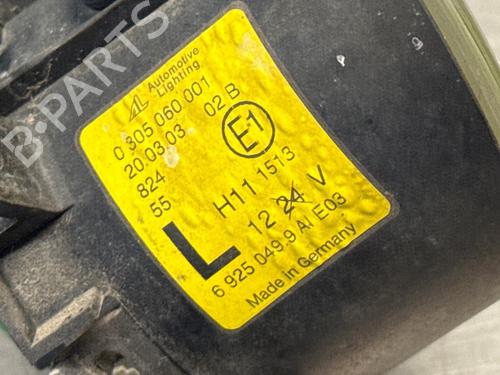 B-PARTS
AL Automotive Lighting
0 305 060 001
20.03.03 02 B
824
55
E1
H11 1513
L
12 24 V
6 925 049.9 AI E03
Made in Germany